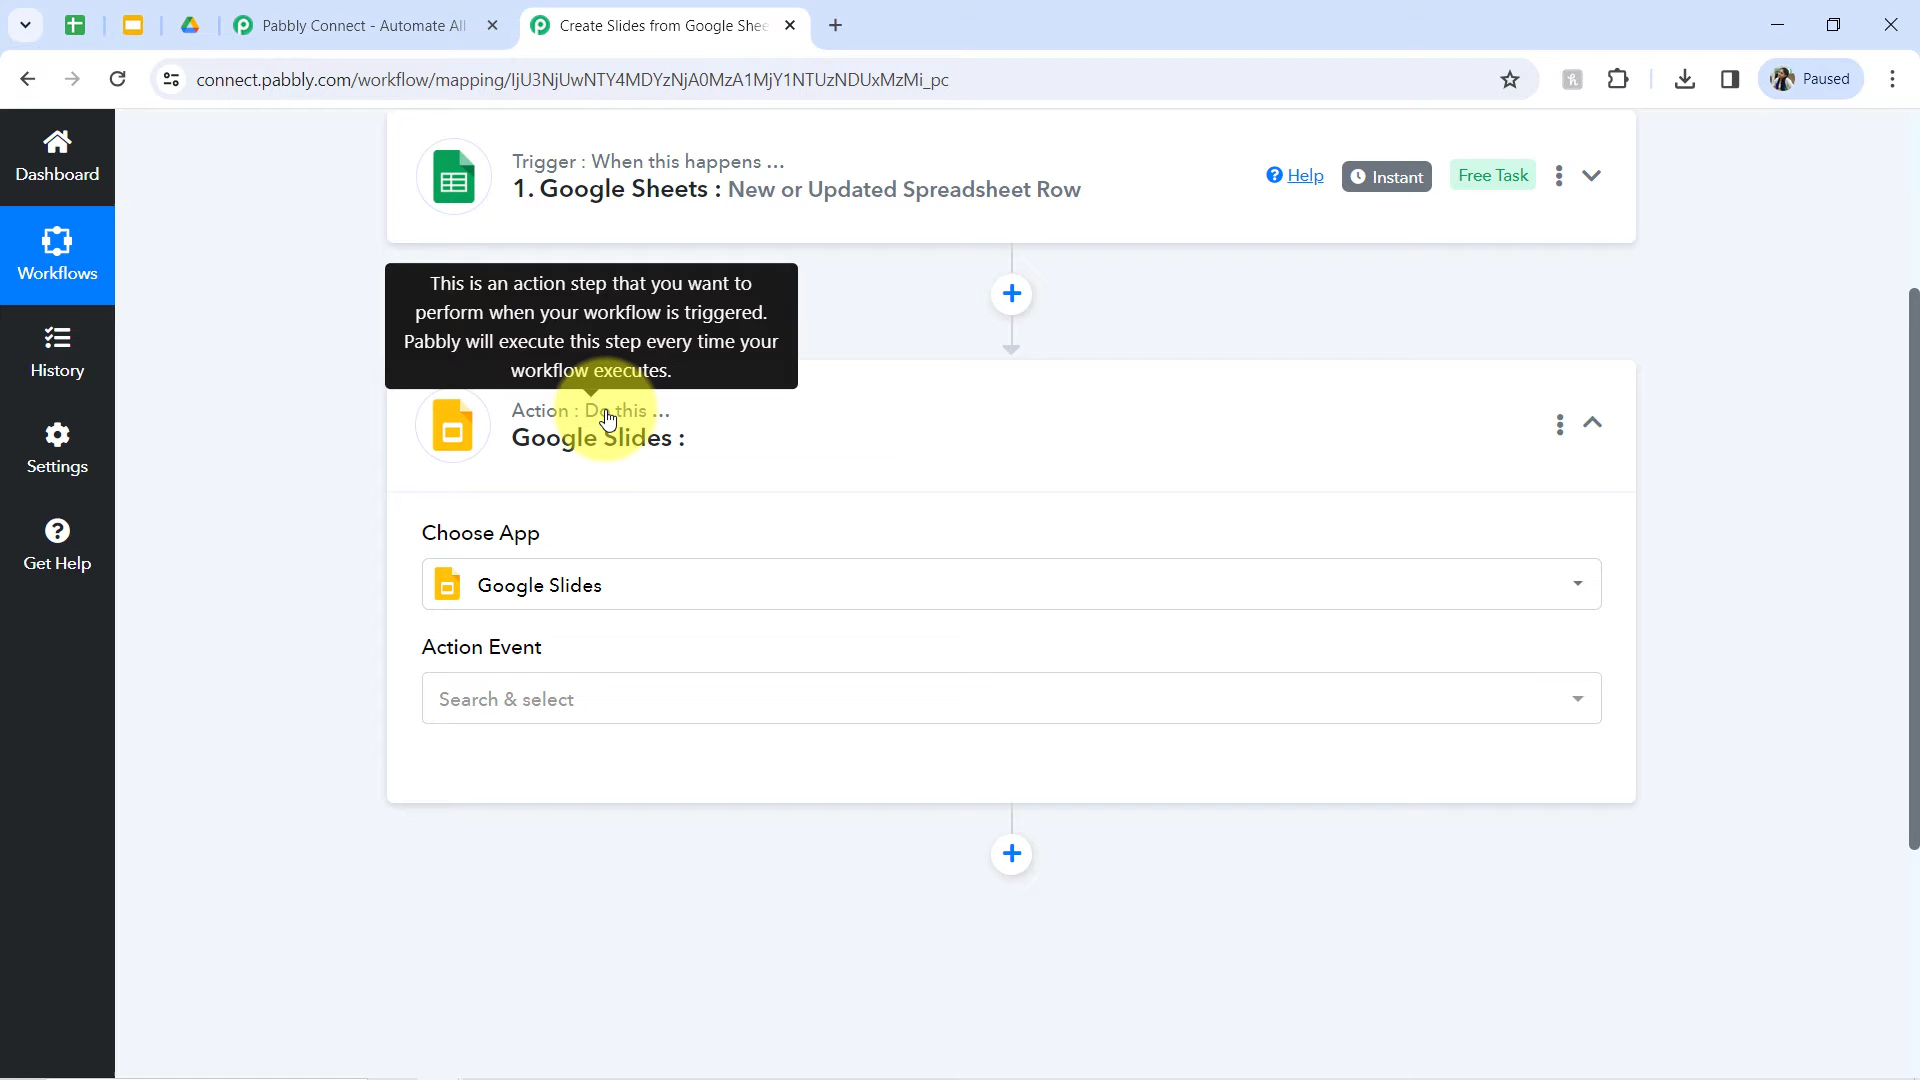 Pabbly Connect - Automate All
Create Slides from Google Shee
connect.pabbly.com/workflow/mapping/IjU3NjUwNTY4MDYzNjA0MzA1MjY1NTUzNDUxMzMi_pc
Paused
Dashboard
Workflows
History
Settings
Get Help
Trigger : When this happens ...
1. Google Sheets : New or Updated Spreadsheet Row
Help
Instant
Free Task
This is an action step that you want to
perform when your workflow is triggered.
Pabbly will execute this step every time your
workflow executes.
Action : Do this ...
Google Slides :
Choose App
Google Slides
Action Event
Search & select